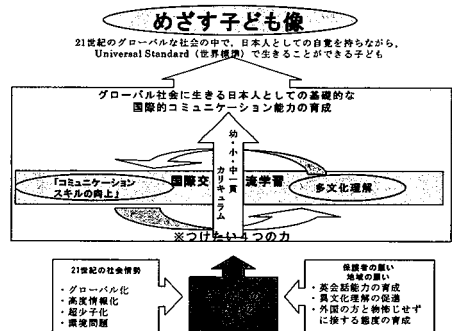 めざす子ども像
21世紀のグローバルな社会の中で、日本人としての自覚を持ちながら、
Universal Standard（世界標準）で生きることができる子ども
グローバル社会に生きる日本人としての基礎的な
国際的コミュニケーション能力の育成
幼・小・中一貫
カリキュラム
「コミュニケーション
スキルの向上」
国際交流学習
多文化理解
※つけたい４つの力
21世紀の社会情勢
・グローバル化
・高度情報化
・超少子化
・環境問題
保護者の願い
地域の願い
・英会話能力の育成
・異文化理解の促進
・外国の方と物怖じせず
に接する態度の育成